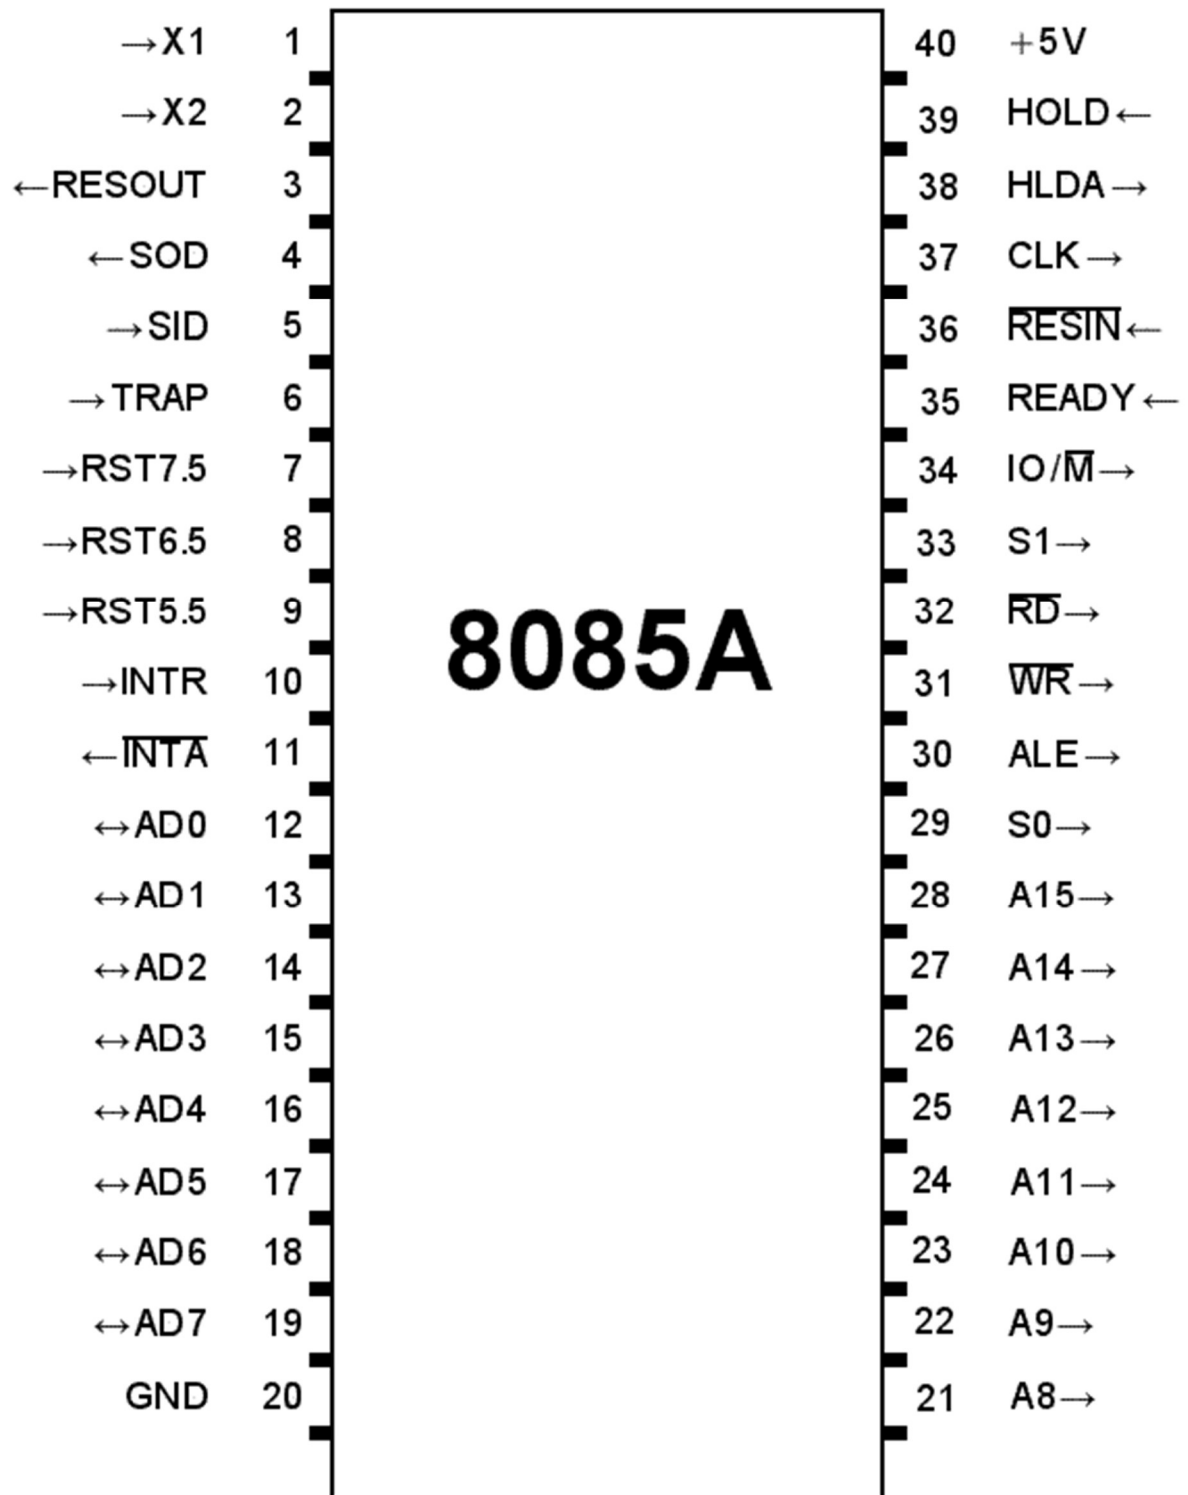 →X1 1 40 +5V
→X2 2 39 HOLD←
←RESOUT 3 38 HLDA→
←SOD 4 37 CLK→
→SID 5 36 R̅E̅S̅I̅N̅←
→TRAP 6 35 READY←
→RST7.5 7 34 IO/M̅→
→RST6.5 8 33 S1→
→RST5.5 9 32 R̅D̅→
8085A
→INTR 10 31 W̅R̅→
←I̅N̅T̅A̅ 11 30 ALE→
↔AD0 12 29 S0→
↔AD1 13 28 A15→
↔AD2 14 27 A14→
↔AD3 15 26 A13→
↔AD4 16 25 A12→
↔AD5 17 24 A11→
↔AD6 18 23 A10→
↔AD7 19 22 A9→
GND 20 21 A8→